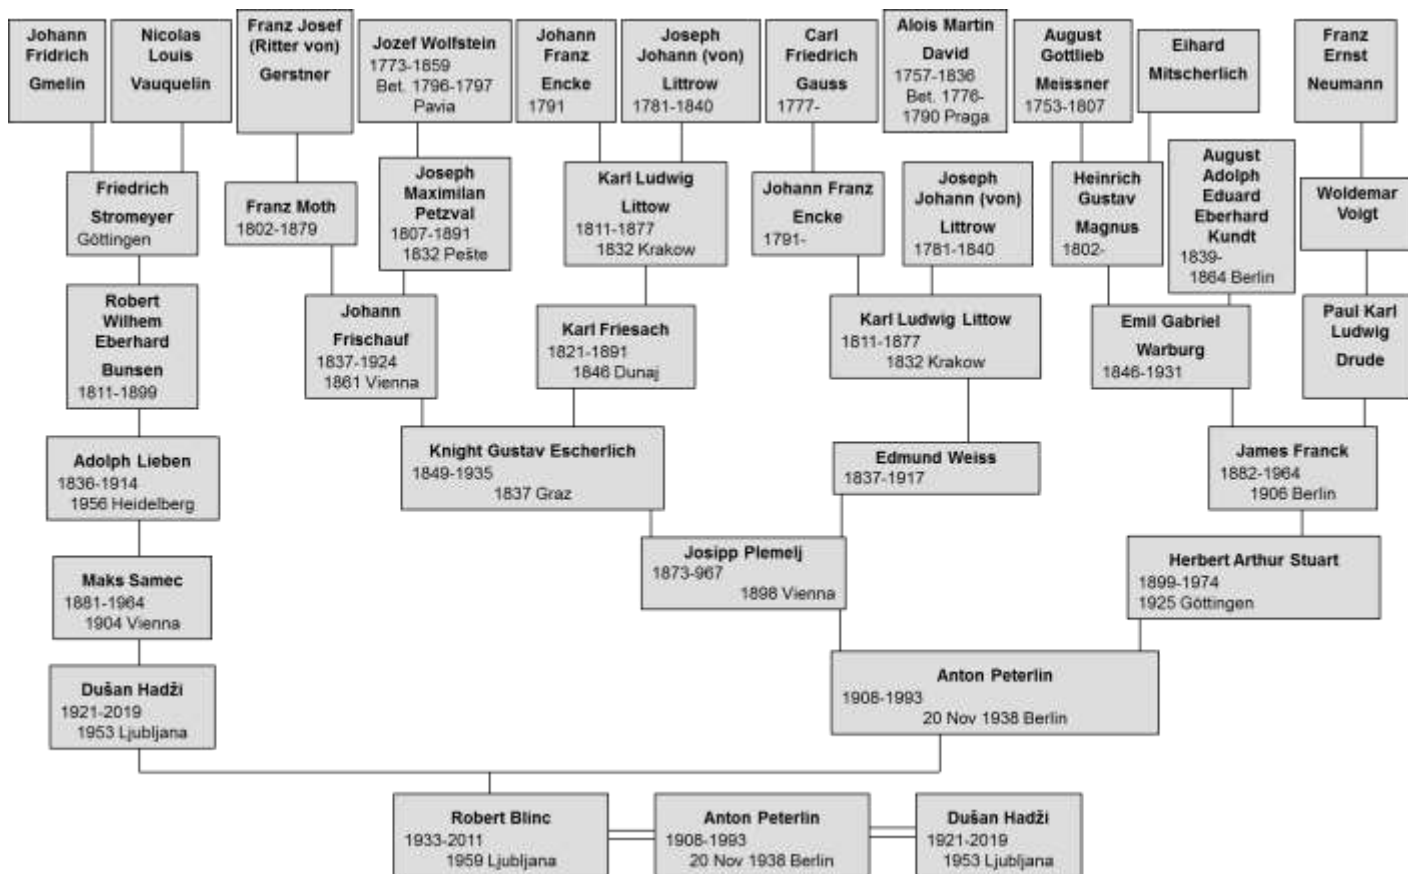 Johann
Fridrich
Gmelin
Nicolas
Louis
Vauquelin
Franz Josef
(Ritter von)
Gerstner
Jozef Wolfstein
1773-1859
Bet. 1796-1797
Pavia
Johann
Franz
Encke
1791
Joseph
Johann (von)
Littrow
1781-1840
Carl
Friedrich
Gauss
1777-
Alois Martin
David
1757-1836
Bet. 1776-
1790 Praga
August
Gottlieb
Meissner
1753-1807
Eihard
Mitscherlich
Franz
Ernst
Neumann
Friedrich
Stromeyer
Göttingen
Franz Moth
1802-1879
Joseph
Maximilan
Petzval
1807-1891
1832 Pešte
Karl Ludwig
Littow
1811-1877
1832 Krakow
Johann Franz
Encke
1791-
Joseph
Johann (von)
Littrow
1781-1840
Heinrich
Gustav
Magnus
1802-
August
Adolph
Eduard
Eberhard
Kundt
1839-
1864 Berlin
Woldemar
Voigt
Robert
Wilhem
Eberhard
Bunsen
1811-1899
Johann
Frischauf
1837-1924
1861 Vienna
Karl Friesach
1821-1891
1846 Dunaj
Karl Ludwig Littow
1811-1877
1832 Krakow
Emil Gabriel
Warburg
1846-1931
Paul Karl
Ludwig
Drude
Adolph Lieben
1836-1914
1956 Heidelberg
Knight Gustav Escherlich
1849-1935
1837 Graz
Edmund Weiss
1837-1917
James Franck
1882-1964
1906 Berlin
Maks Samec
1881-1964
1904 Vienna
Josipp Plemelj
1873-967
1898 Vienna
Herbert Arthur Stuart
1899-1974
1925 Göttingen
Dušan Hadži
1921-2019
1953 Ljubljana
Anton Peterlin
1908-1993
20 Nov 1938 Berlin
Robert Blinc
1933-2011
1959 Ljubljana
Anton Peterlin
1908-1993
20 Nov 1938 Berlin
Dušan Hadži
1921-2019
1953 Ljubljana